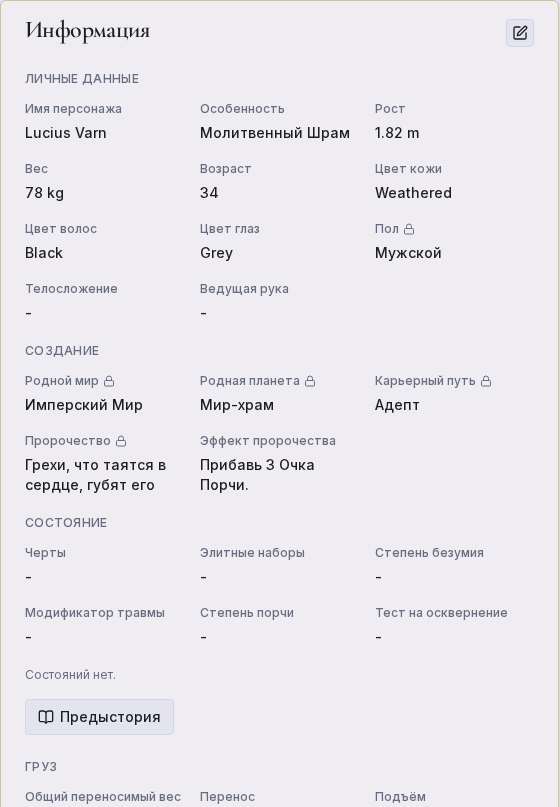 Информация
ЛИЧНЫЕ ДАННЫЕ
Имя персонажа Особенность Рост
Lucius Varn Молитвенный Шрам 1.82 m
Вес Возраст Цвет кожи
78 kg 34 Weathered
Цвет волос Цвет глаз Пол
Black Grey Мужской
Телосложение Ведущая рука
- -
СОЗДАНИЕ
Родной мир Родная планета Карьерный путь
Имперский Мир Мир-храм Адепт
Пророчество Эффект пророчества
Грехи, что таятся в Прибавь 3 Очка
сердце, губят его Порчи.
СОСТОЯНИЕ
Черты Элитные наборы Степень безумия
- - -
Модификатор травмы Степень порчи Тест на осквернение
- - -
Состояний нет.
Предыстория
ГРУЗ
Общий переносимый вес Перенос Подъём